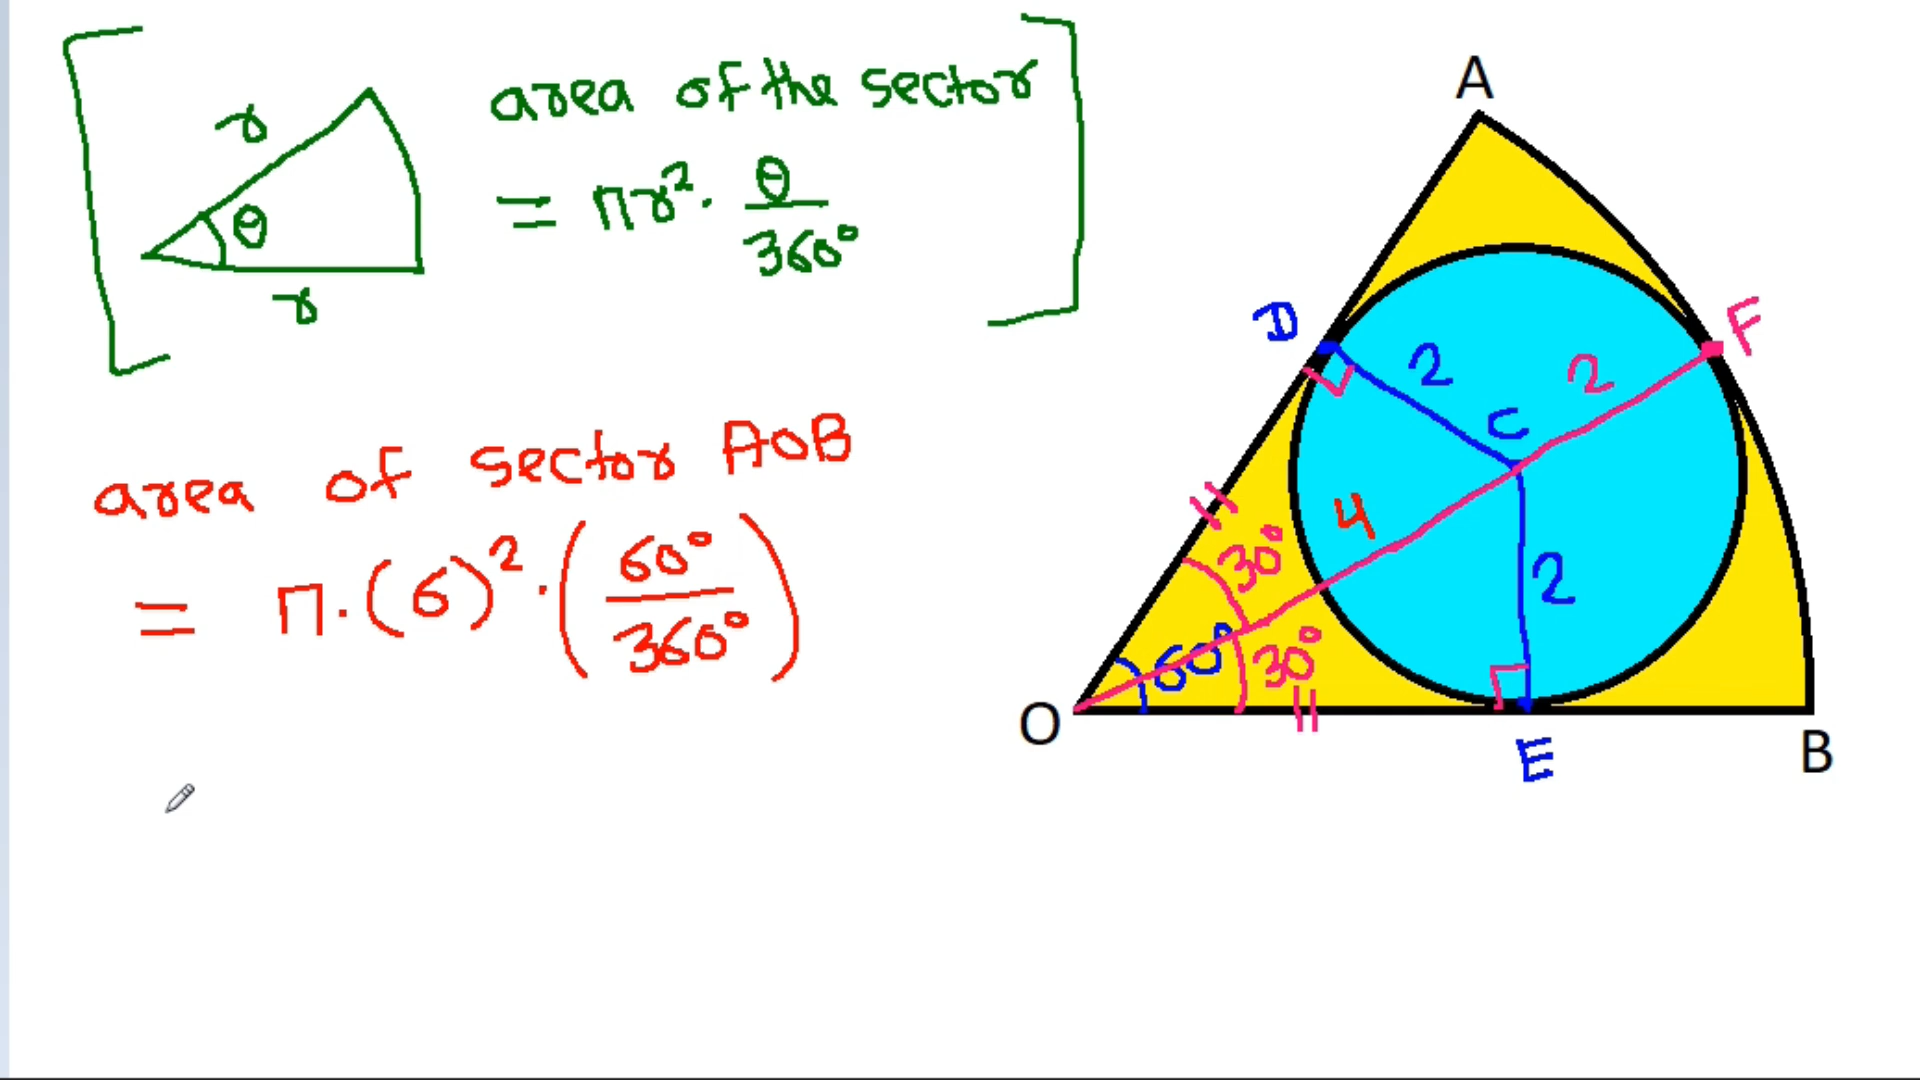 r
θ
r
area of the sector
= πr² · θ/360°
area of sector AOB
= π·(6)²·(60°/360°)
A
D
F
2
2
C
4
30°
2
60°
30°
O
E
B